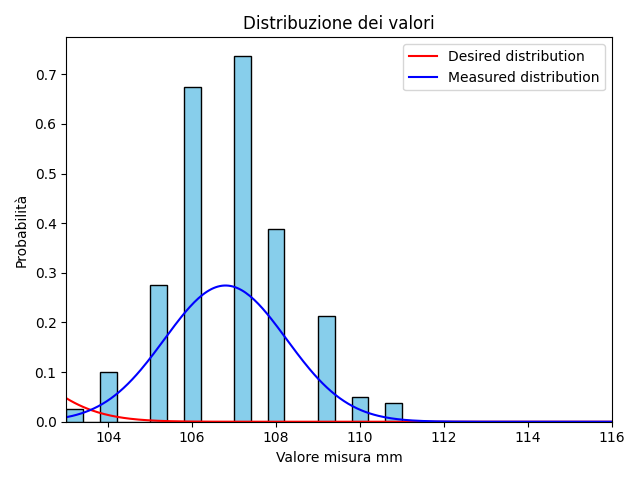 Distribuzione dei valori
Desired distribution
Measured distribution
0.7
0.6
0.5
0.4
0.3
0.2
0.1
0.0
Probabilità
104 106 108 110 112 114 116
Valore misura mm